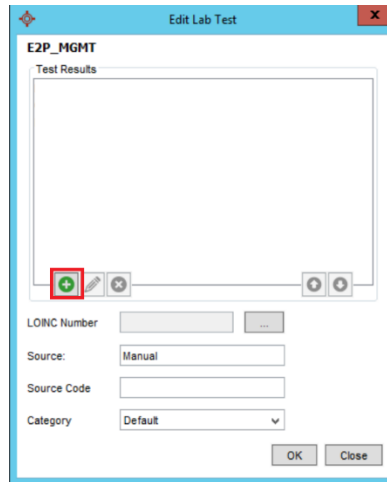 Edit Lab Test
x
E2P_MGMT
Test Results
LOINC Number
...
Source: Manual
Source Code
Category Default
OK Close